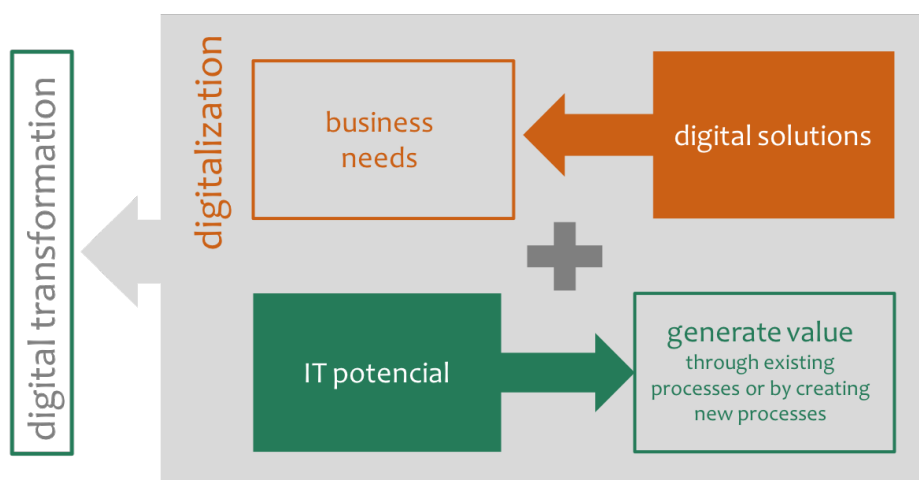 digital transformation
digitalization
business
needs
digital solutions
IT potencial
generate value
through existing
processes or by creating
new processes